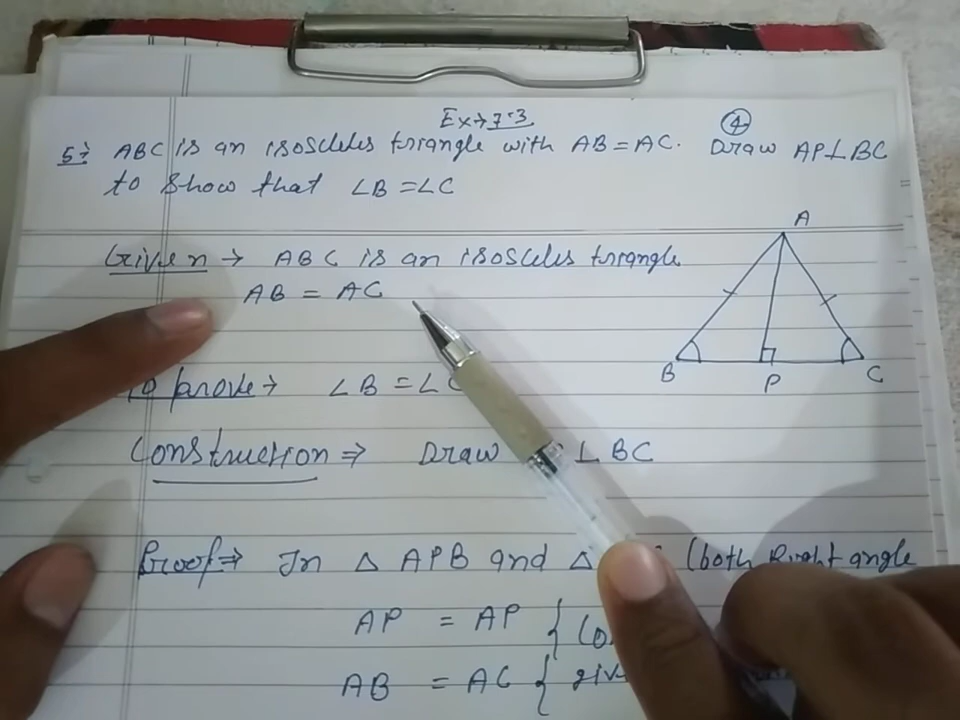 Ex→7.3
④
5÷ ABC is an isosceles triangle with AB = AC. Draw AP⊥BC
to show that ∠B = ∠C
Given → ABC is an isosceles triangle
AB = AC
To prove → ∠B = ∠C
Construction ⇒ Draw ⊥ BC
Proof ⇒ In △ APB and △ (both Right angle
AP = AP {
AB = AC {
A
B
P
C